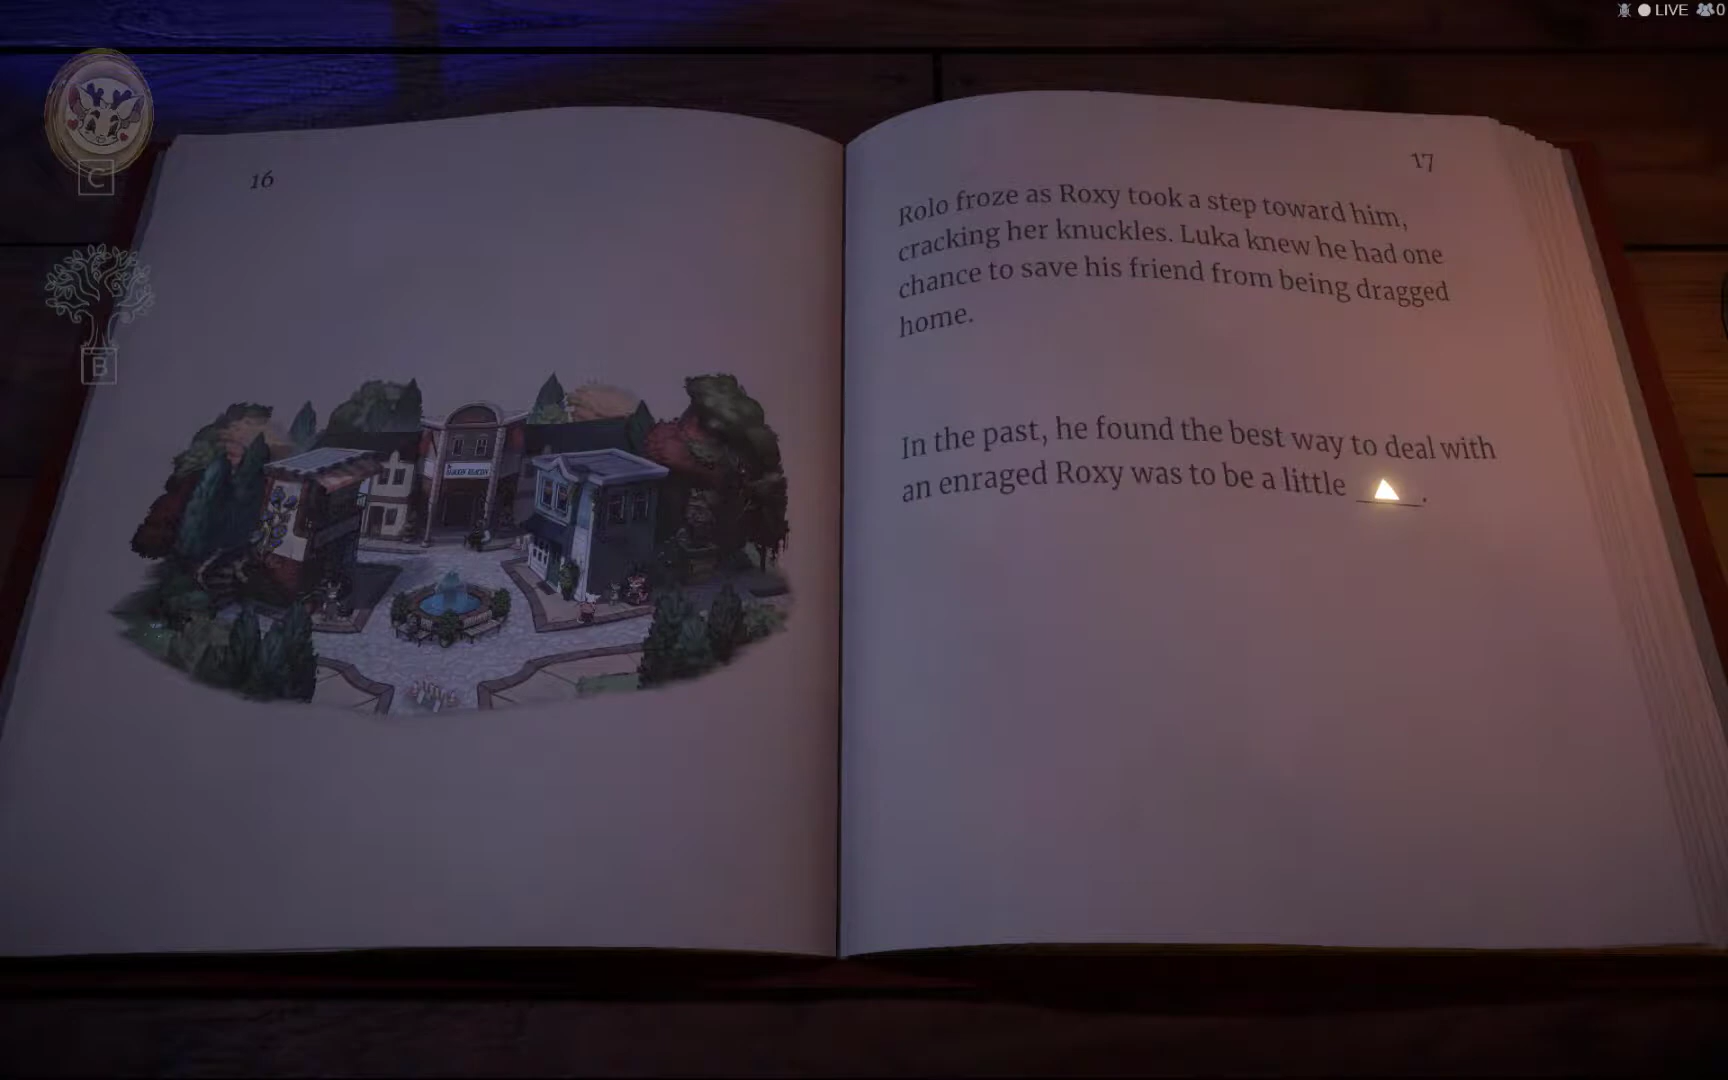 LIVE 0
C
B
16
17
Rolo froze as Roxy took a step toward him,
cracking her knuckles. Luka knew he had one
chance to save his friend from being dragged
home.
In the past, he found the best way to deal with
an enraged Roxy was to be a little ____.